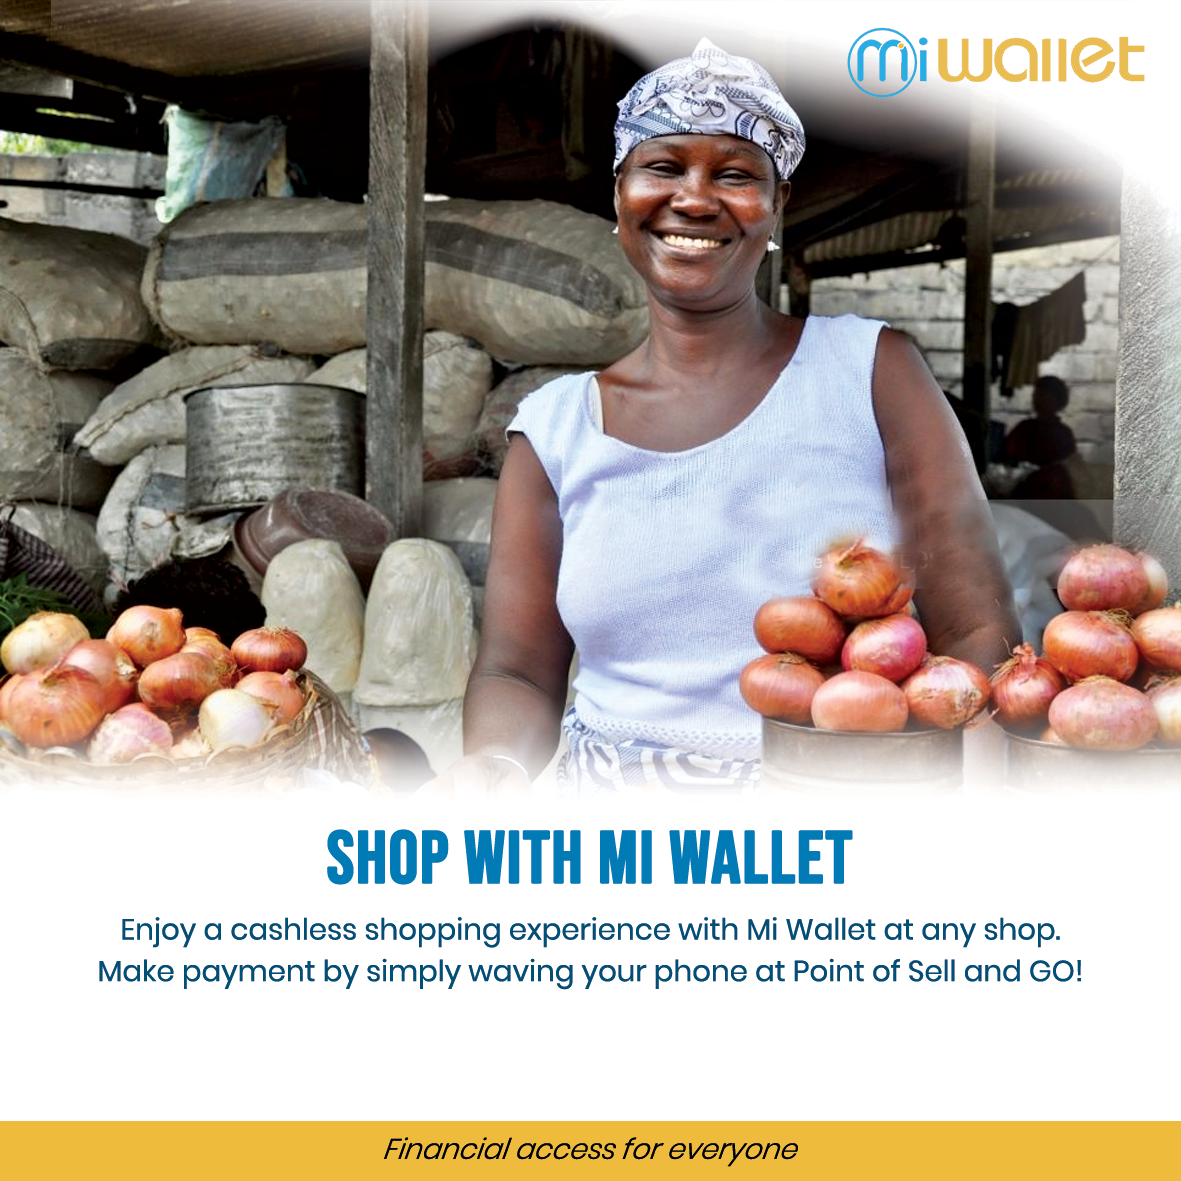 mi wallet
SHOP WITH MI WALLET
Enjoy a cashless shopping experience with Mi Wallet at any shop.
Make payment by simply waving your phone at Point of Sell and GO!
Financial access for everyone